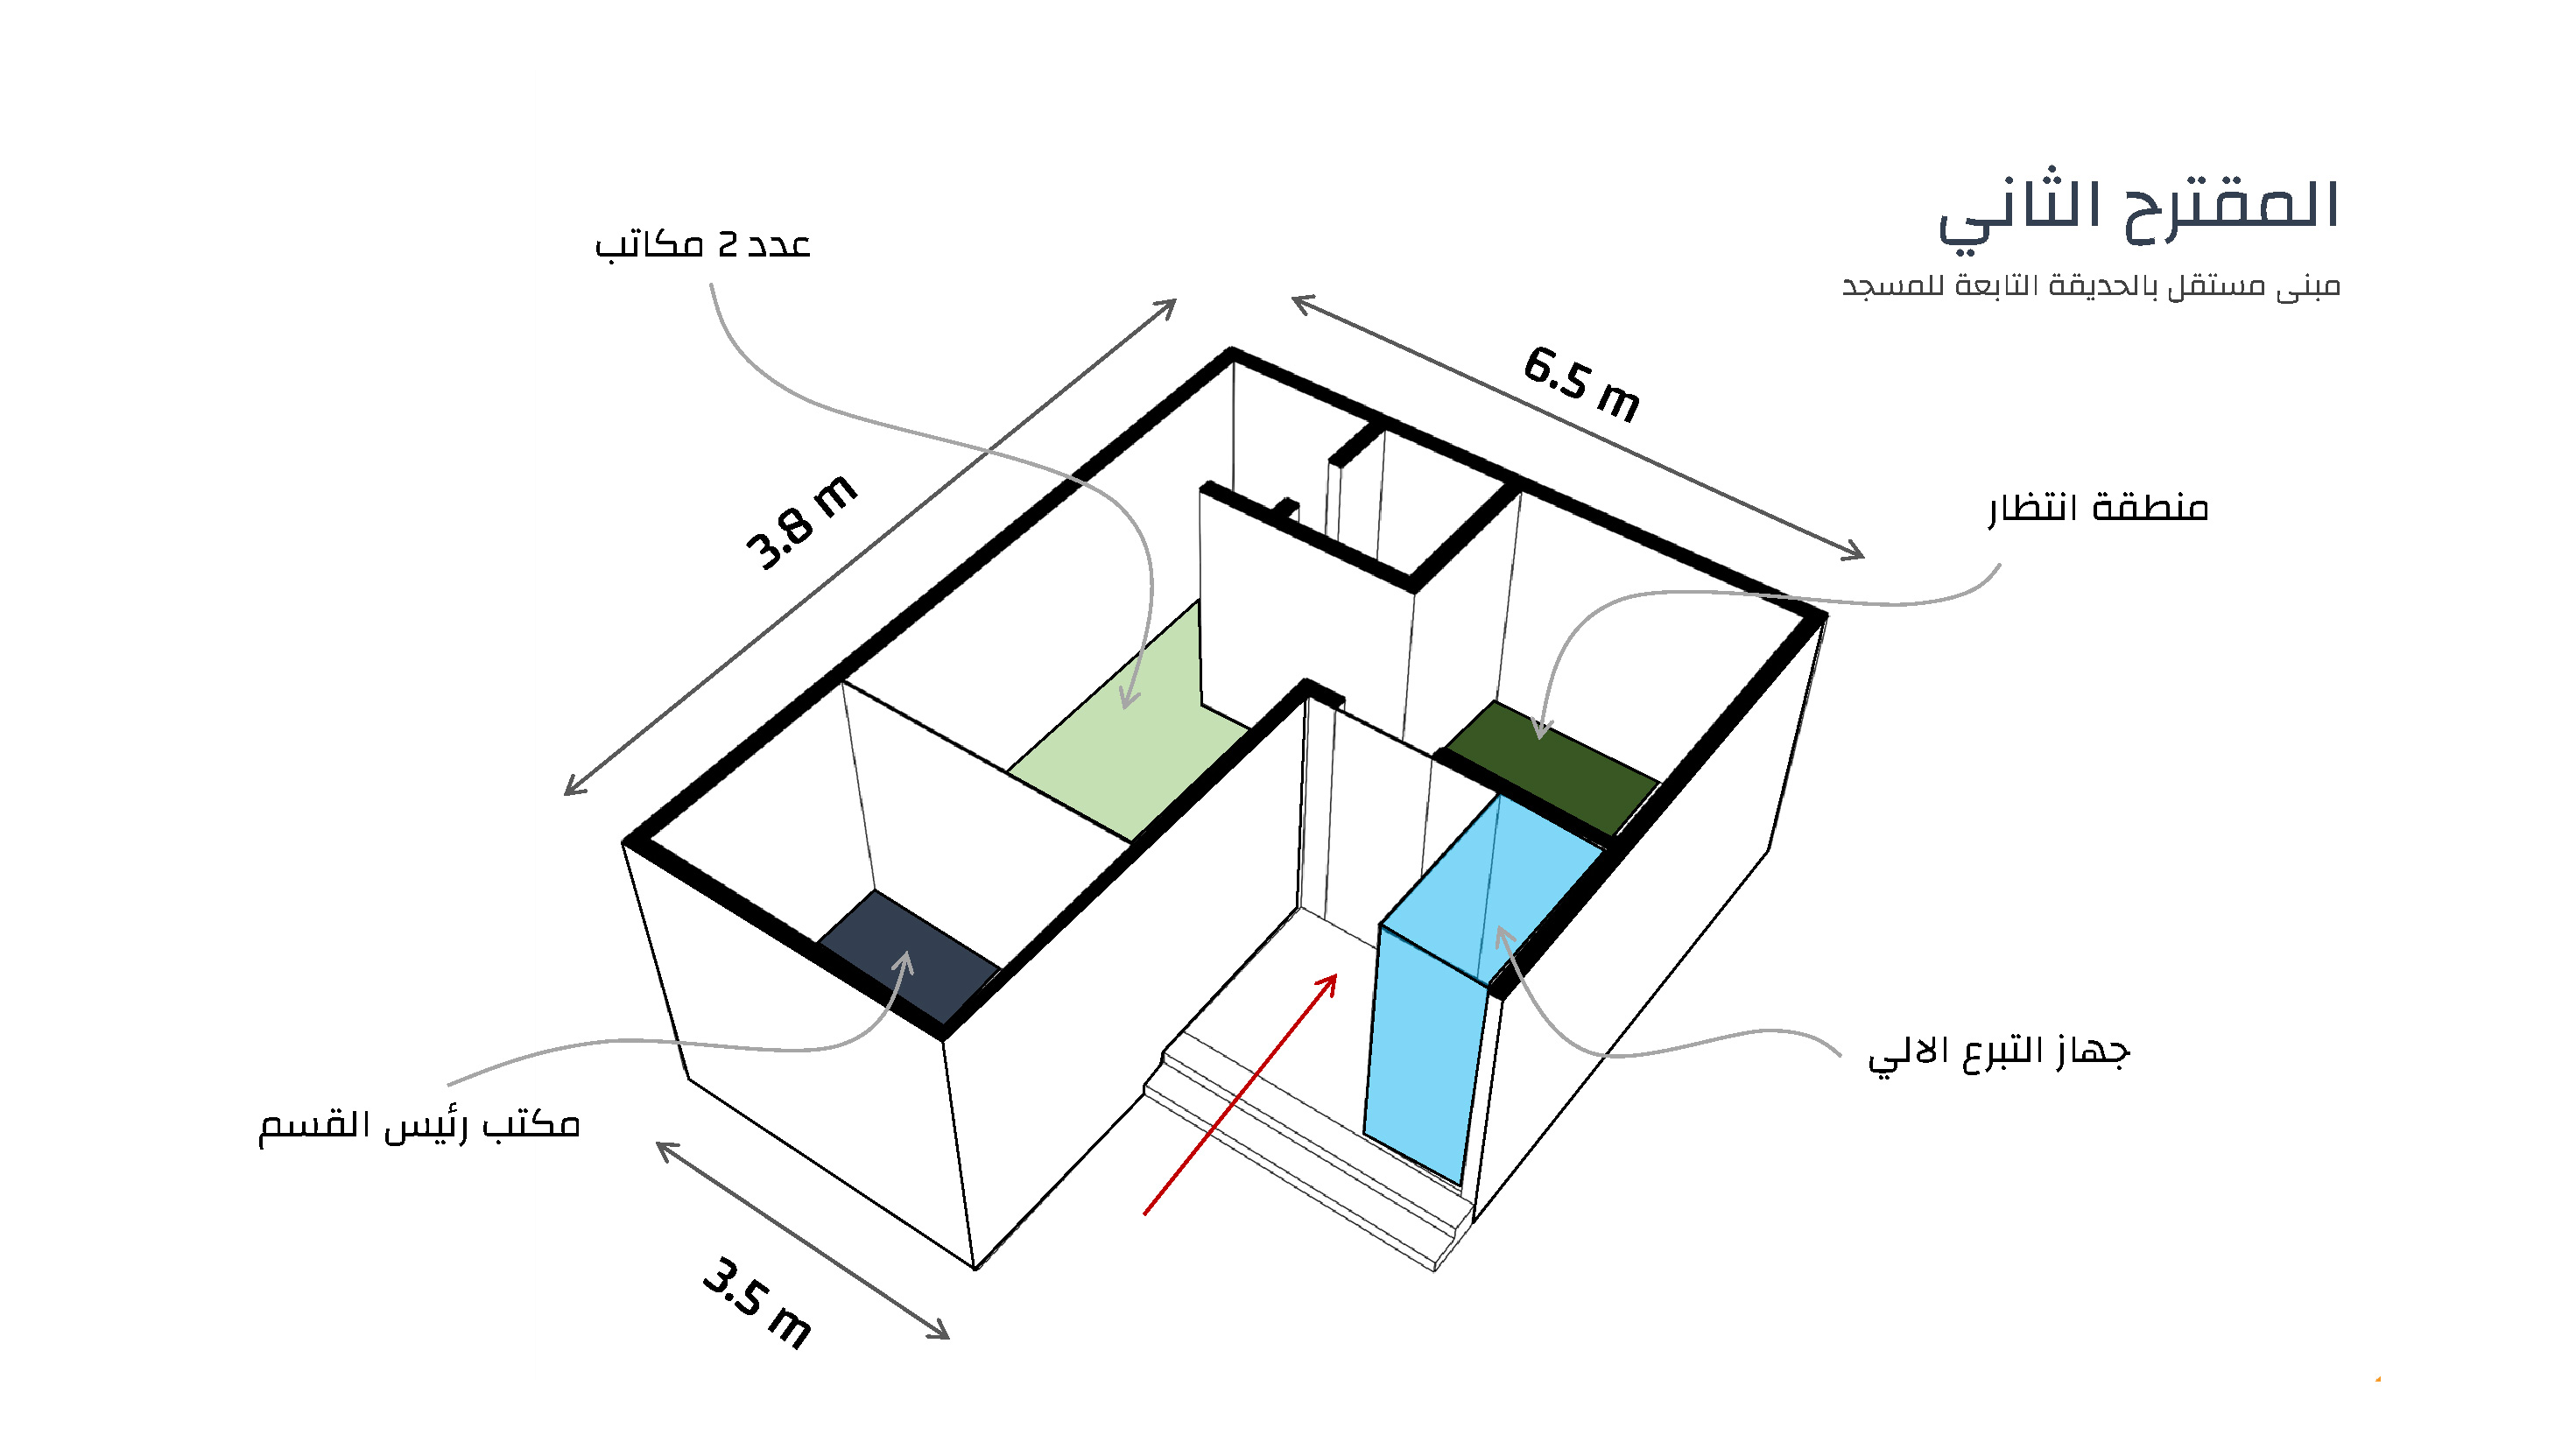 المقترح الثاني
مبنى مستقل بالحديقة التابعة للمسجد
عدد 2 مكاتب
6.5 m
3.8 m
منطقة انتظار
جهاز التبرع الالي
مكتب رئيس القسم
3.5 m